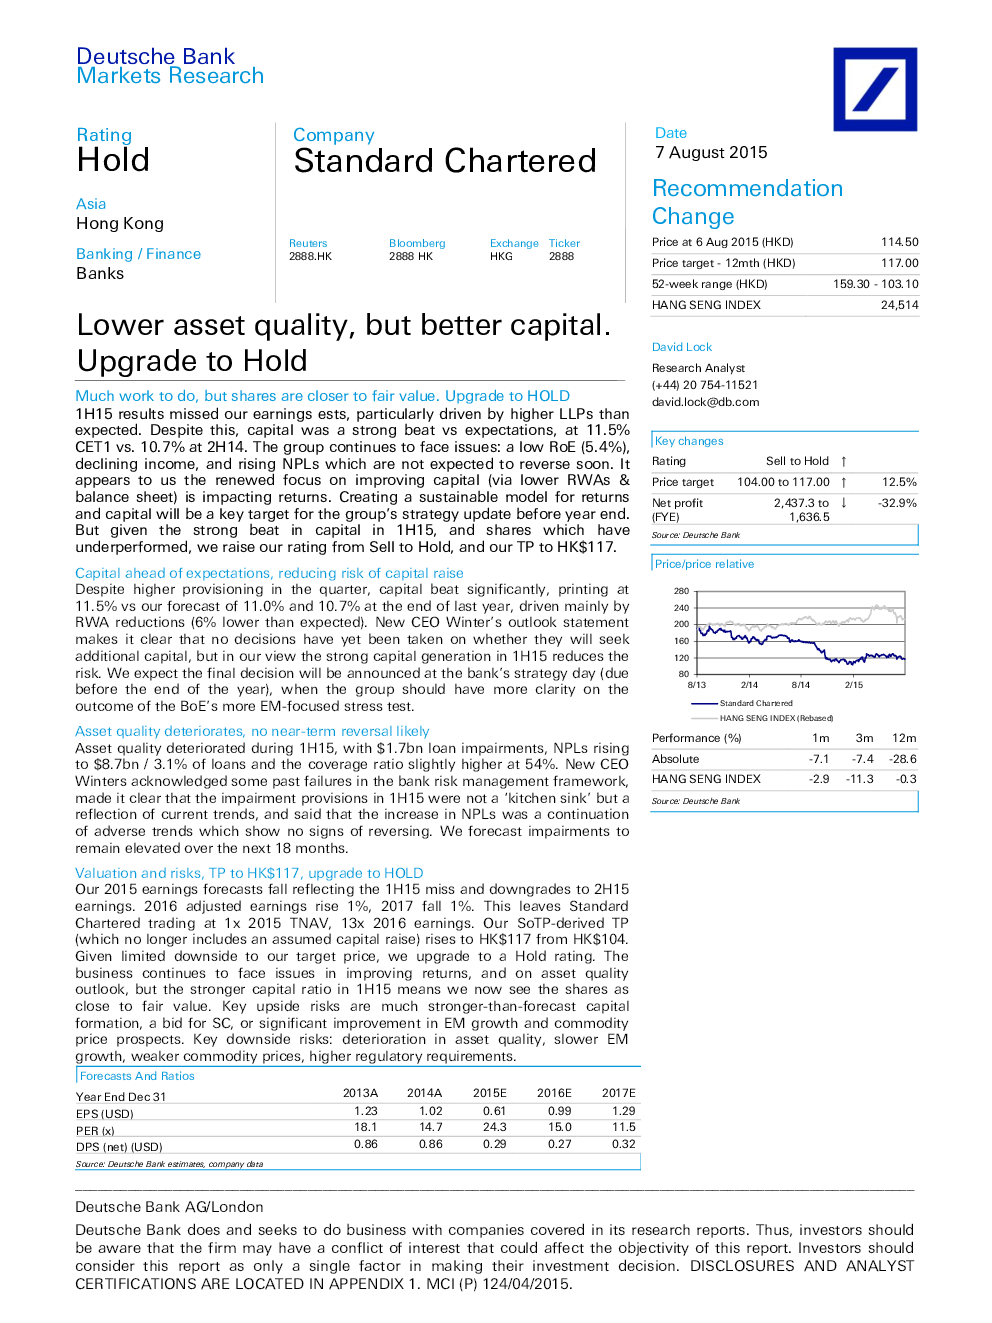 Deutsche Bank
Markets Research
Rating
Hold
Asia
Hong Kong
Banking / Finance
Banks
Company
Standard Chartered
Reuters Bloomberg Exchange Ticker
2888.HK 2888 HK HKG 2888
Date
7 August 2015
Recommendation
Change
Price at 6 Aug 2015 (HKD) 114.50
Price target - 12mth (HKD) 117.00
52-week range (HKD) 159.30 - 103.10
HANG SENG INDEX 24,514
Lower asset quality, but better capital.
Upgrade to Hold
Much work to do, but shares are closer to fair value. Upgrade to HOLD
1H15 results missed our earnings ests, particularly driven by higher LLPs than
expected. Despite this, capital was a strong beat vs expectations, at 11.5%
CET1 vs. 10.7% at 2H14. The group continues to face issues: a low RoE (5.4%),
declining income, and rising NPLs which are not expected to reverse soon. It
appears to us the renewed focus on improving capital (via lower RWAs &
balance sheet) is impacting returns. Creating a sustainable model for returns
and capital will be a key target for the group's strategy update before year end.
But given the strong beat in capital in 1H15, and shares which have
underperformed, we raise our rating from Sell to Hold, and our TP to HK$117.
Capital ahead of expectations, reducing risk of capital raise
Despite higher provisioning in the quarter, capital beat significantly, printing at
11.5% vs our forecast of 11.0% and 10.7% at the end of last year, driven mainly by
RWA reductions (6% lower than expected). New CEO Winter's outlook statement
makes it clear that no decisions have yet been taken on whether they will seek
additional capital, but in our view the strong capital generation in 1H15 reduces the
risk. We expect the final decision will be announced at the bank's strategy day (due
before the end of the year), when the group should have more clarity on the
outcome of the BoE's more EM-focused stress test.
Asset quality deteriorates, no near-term reversal likely
Asset quality deteriorated during 1H15, with $1.7bn loan impairments, NPLs rising
to $8.7bn / 3.1% of loans and the coverage ratio slightly higher at 54%. New CEO
Winters acknowledged some past failures in the bank risk management framework,
made it clear that the impairment provisions in 1H15 were not a 'kitchen sink' but a
reflection of current trends, and said that the increase in NPLs was a continuation
of adverse trends which show no signs of reversing. We forecast impairments to
remain elevated over the next 18 months.
Valuation and risks, TP to HK$117, upgrade to HOLD
Our 2015 earnings forecasts fall reflecting the 1H15 miss and downgrades to 2H15
earnings. 2016 adjusted earnings rise 1%, 2017 fall 1%. This leaves Standard
Chartered trading at 1x 2015 TNAV, 13x 2016 earnings. Our SoTP-derived TP
(which no longer includes an assumed capital raise) rises to HK$117 from HK$104.
Given limited downside to our target price, we upgrade to a Hold rating. The
business continues to face issues in improving returns, and on asset quality
outlook, but the stronger capital ratio in 1H15 means we now see the shares as
close to fair value. Key upside risks are much stronger-than-forecast capital
formation, a bid for SC, or significant improvement in EM growth and commodity
price prospects. Key downside risks: deterioration in asset quality, slower EM
growth, weaker commodity prices, higher regulatory requirements.
Forecasts And Ratios
Year End Dec 31 2013A 2014A 2015E 2016E 2017E
EPS (USD) 1.23 1.02 0.61 0.99 1.29
PER (x) 18.1 14.7 24.3 15.0 11.5
DPS (net) (USD) 0.86 0.86 0.29 0.27 0.32
Source: Deutsche Bank estimates, company data
David Lock
Research Analyst
(+44) 20 754-11521
david.lock@db.com
Key changes
Rating Sell to Hold ↑
Price target 104.00 to 117.00 ↑ 12.5%
Net profit 2,437.3 to ↓ -32.9%
(FYE) 1,636.5
Source: Deutsche Bank
Price/price relative
280
240
200
160
120
80
8/13 2/14 8/14 2/15
Standard Chartered
HANG SENG INDEX (Rebased)
Performance (%) 1m 3m 12m
Absolute -7.1 -7.4 -28.6
HANG SENG INDEX -2.9 -11.3 -0.3
Source: Deutsche Bank
Deutsche Bank AG/London
Deutsche Bank does and seeks to do business with companies covered in its research reports. Thus, investors should
be aware that the firm may have a conflict of interest that could affect the objectivity of this report. Investors should
consider this report as only a single factor in making their investment decision. DISCLOSURES AND ANALYST
CERTIFICATIONS ARE LOCATED IN APPENDIX 1. MCI (P) 124/04/2015.